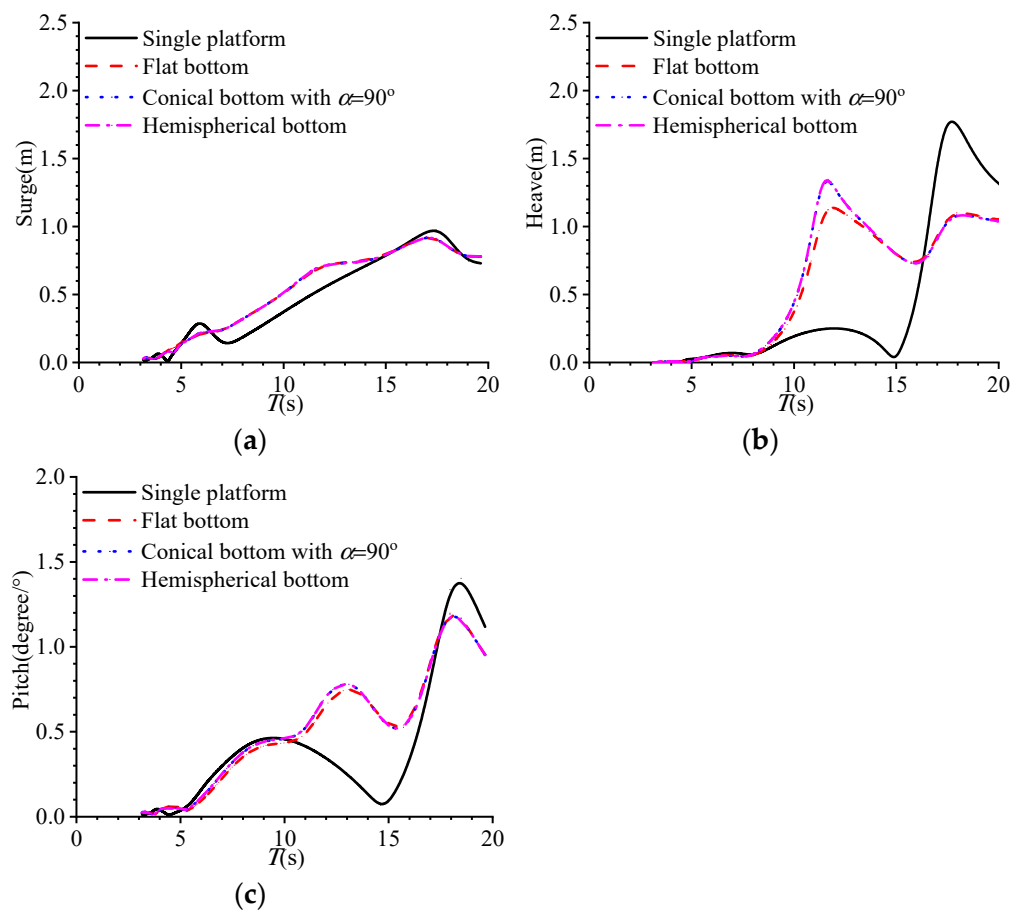 2.5
2.0
1.5
1.0
0.5
0.0
Surge(m)
Single platform
Flat bottom
Conical bottom with α=90º
Hemispherical bottom
0 5 10 15 20
T(s)
(a)
2.5
2.0
1.5
1.0
0.5
0.0
Heave(m)
Single platform
Flat bottom
Conical bottom with α=90º
Hemispherical bottom
0 5 10 15 20
T(s)
(b)
2.0
1.5
1.0
0.5
0.0
Pitch(degree/°)
Single platform
Flat bottom
Conical bottom with α=90º
Hemispherical bottom
0 5 10 15 20
T(s)
(c)